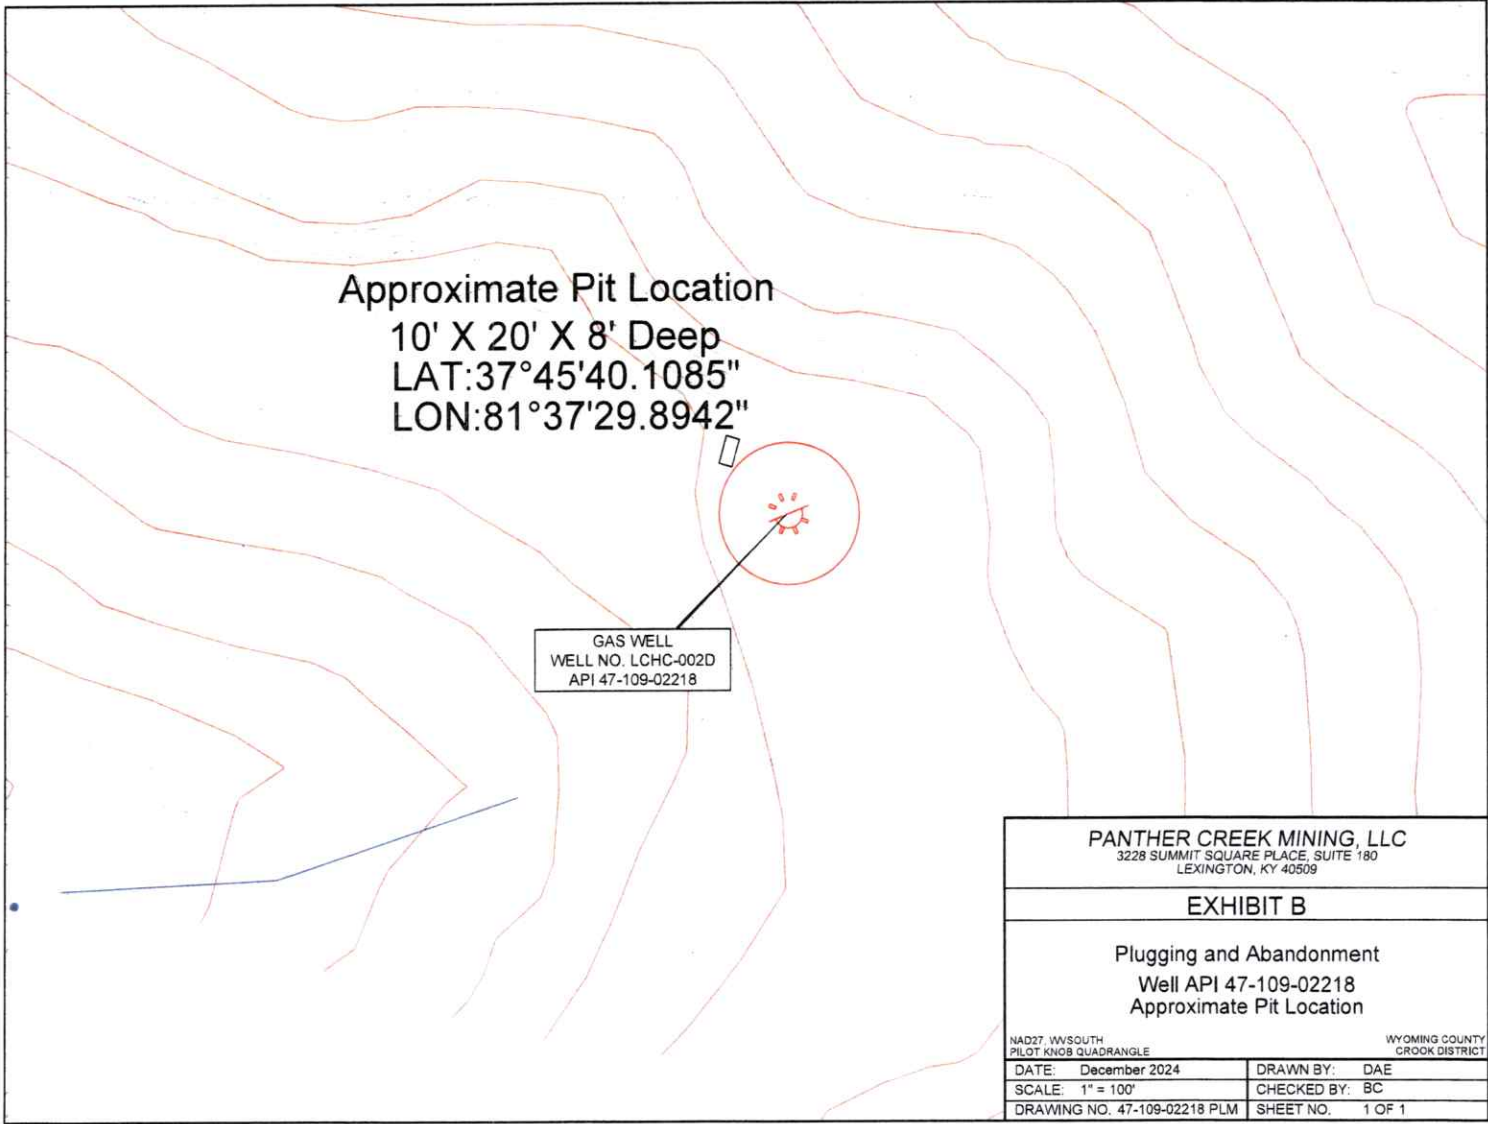 Approximate Pit Location
10' X 20' X 8' Deep
LAT:37°45'40.1085"
LON:81°37'29.8942"
GAS WELL
WELL NO. LCHC-002D
API 47-109-02218
PANTHER CREEK MINING, LLC
3228 SUMMIT SQUARE PLACE, SUITE 180
LEXINGTON, KY 40509
EXHIBIT B
Plugging and Abandonment
Well API 47-109-02218
Approximate Pit Location
NAD27, WVSOUTH
PILOT KNOB QUADRANGLE
WYOMING COUNTY
CROOK DISTRICT
DATE: December 2024
DRAWN BY: DAE
SCALE: 1" = 100'
CHECKED BY: BC
DRAWING NO. 47-109-02218 PLM
SHEET NO. 1 OF 1